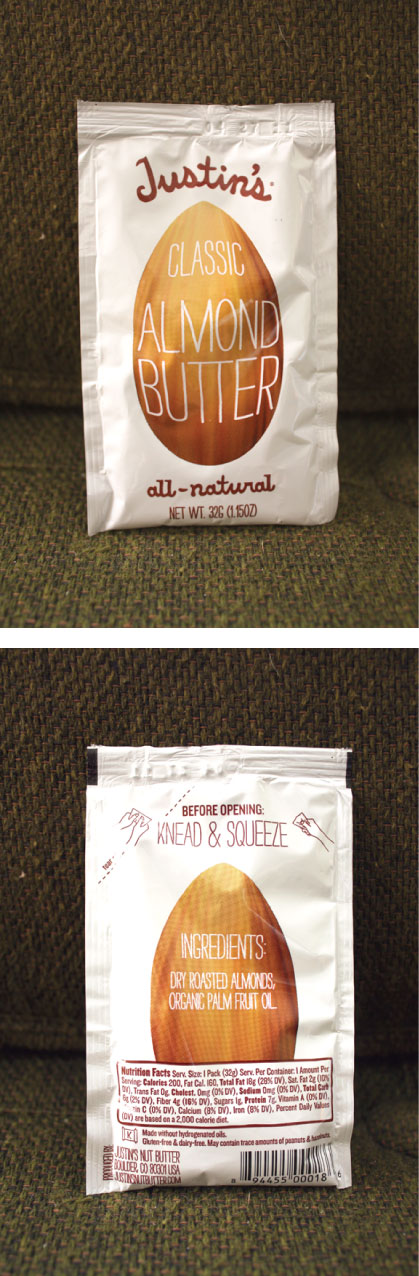 Justin's
CLASSIC
ALMOND
BUTTER
all-natural
NET WT. 32G (1.15OZ)
BEFORE OPENING:
KNEAD & SQUEEZE
tear
INGREDIENTS:
DRY ROASTED ALMONDS,
ORGANIC PALM FRUIT OIL.
Nutrition Facts Serv. Size: 1 Pack (32g) Serv. Per Container: 1 Amount Per
Serving: Calories 200, Fat Cal. 160, Total Fat 18g (28% DV), Sat. Fat 2g (10%
DV), Trans Fat 0g, Cholest. 0mg (0% DV), Sodium 0mg (0% DV), Total Carb
6g (2% DV), Fiber 4g (16% DV), Sugars 1g, Protein 7g, Vitamin A (0% DV),
C (0% DV), Calcium (8% DV), Iron (8% DV), Percent Daily Values
(DV) are based on a 2,000 calorie diet.
K
Made without hydrogenated oils.
Gluten-free & dairy-free. May contain trace amounts of peanuts & hazelnuts.
PRODUCED BY:
JUSTIN'S NUT BUTTER
BOULDER, CO. 80301 USA
JUSTINSNUTBUTTER.COM
8 94455 00018 6